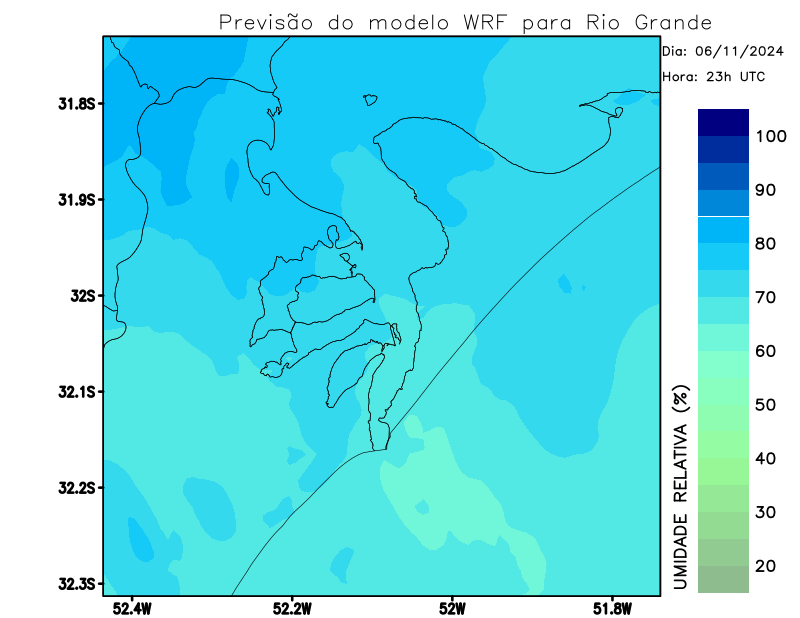 Previsão do modelo WRF para Rio Grande
Dia: 06/11/2024
Hora: 23h UTC
31.8S
31.9S
32S
32.1S
32.2S
32.3S
52.4W
52.2W
52W
51.8W
100
90
80
70
60
50
40
30
20
UMIDADE RELATIVA (%)